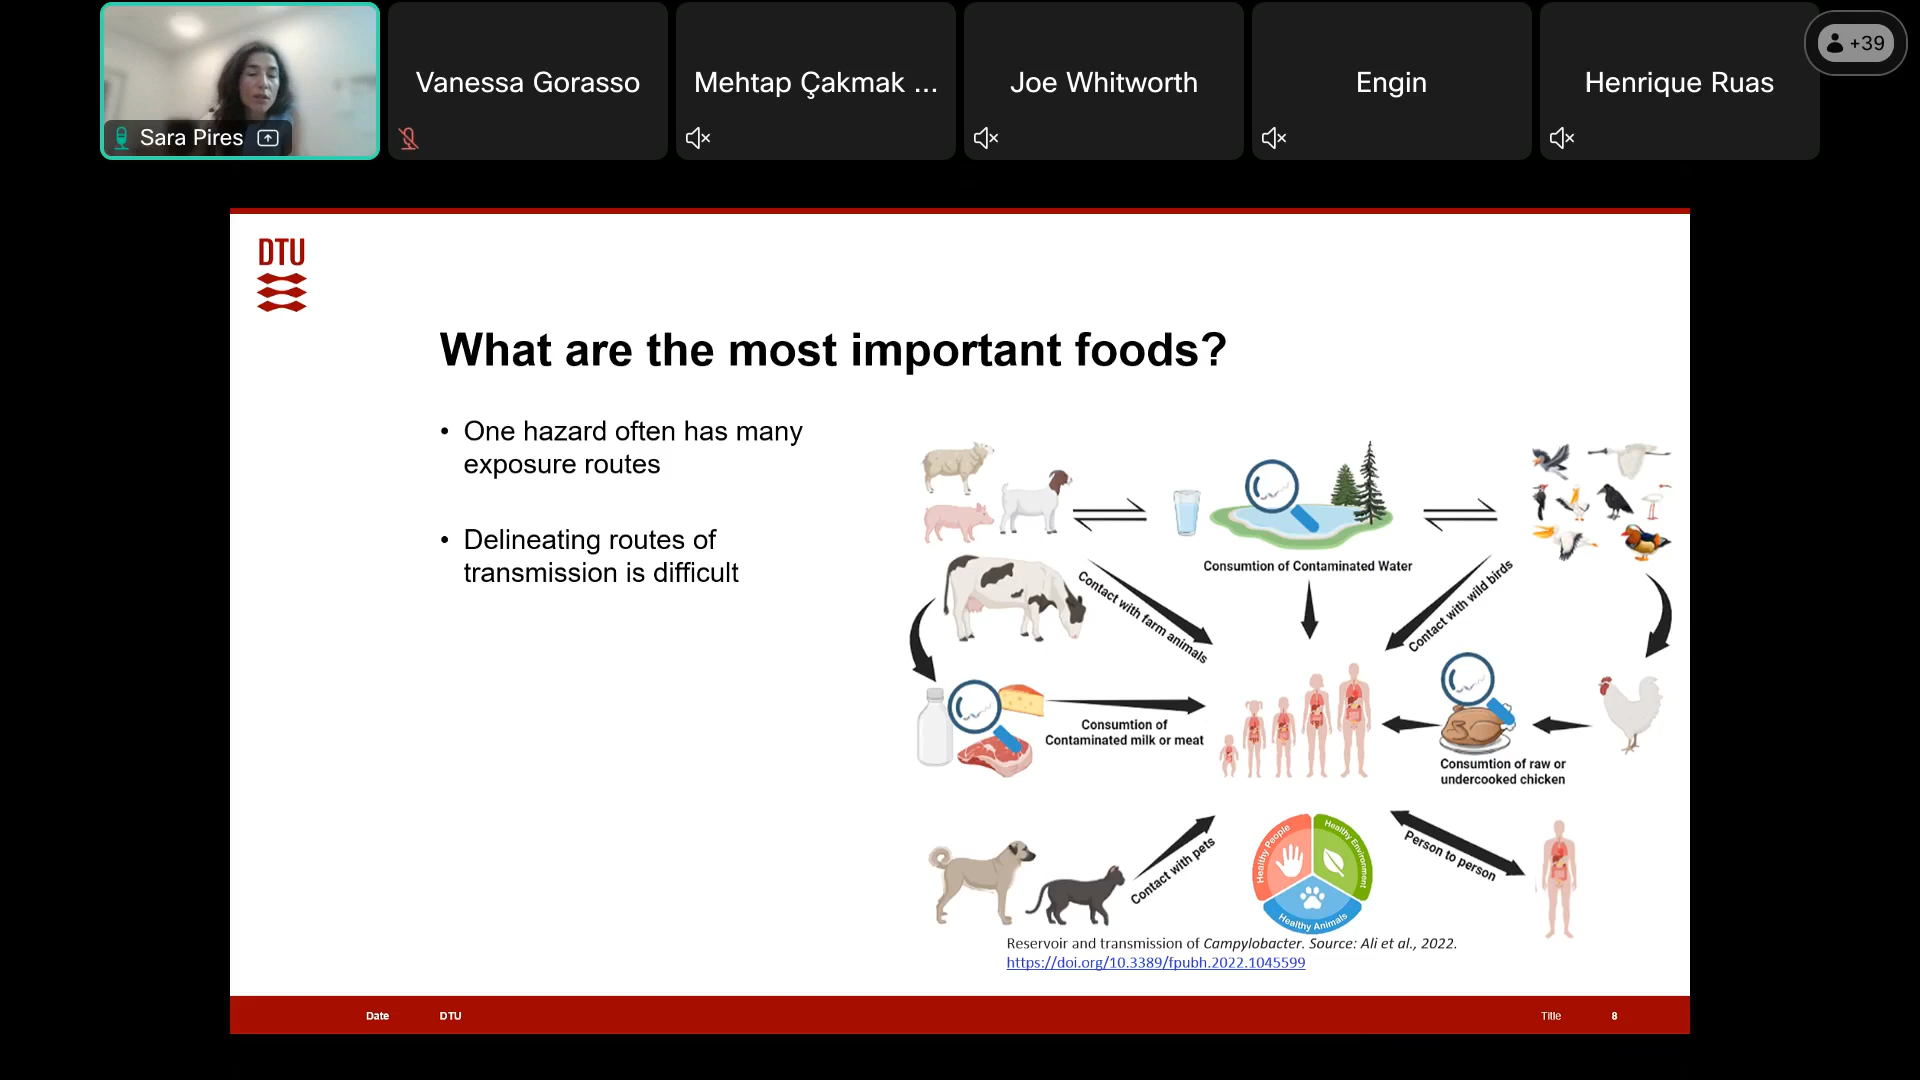 Sara Pires
Vanessa Gorasso
Mehtap Çakmak ...
Joe Whitworth
Engin
Henrique Ruas
+39
DTU
What are the most important foods?
• One hazard often has many
exposure routes
• Delineating routes of
transmission is difficult
Consumtion of Contaminated Water
Contact with farm animals
Contact with wild birds
Consumtion of
Contaminated milk or meat
Consumtion of raw or
undercooked chicken
Contact with pets
Healthy People
Healthy Environment
Healthy Animals
Person to person
Reservoir and transmission of Campylobacter. Source: Ali et al., 2022.
https://doi.org/10.3389/fpubh.2022.1045599
Date
DTU
Title
8